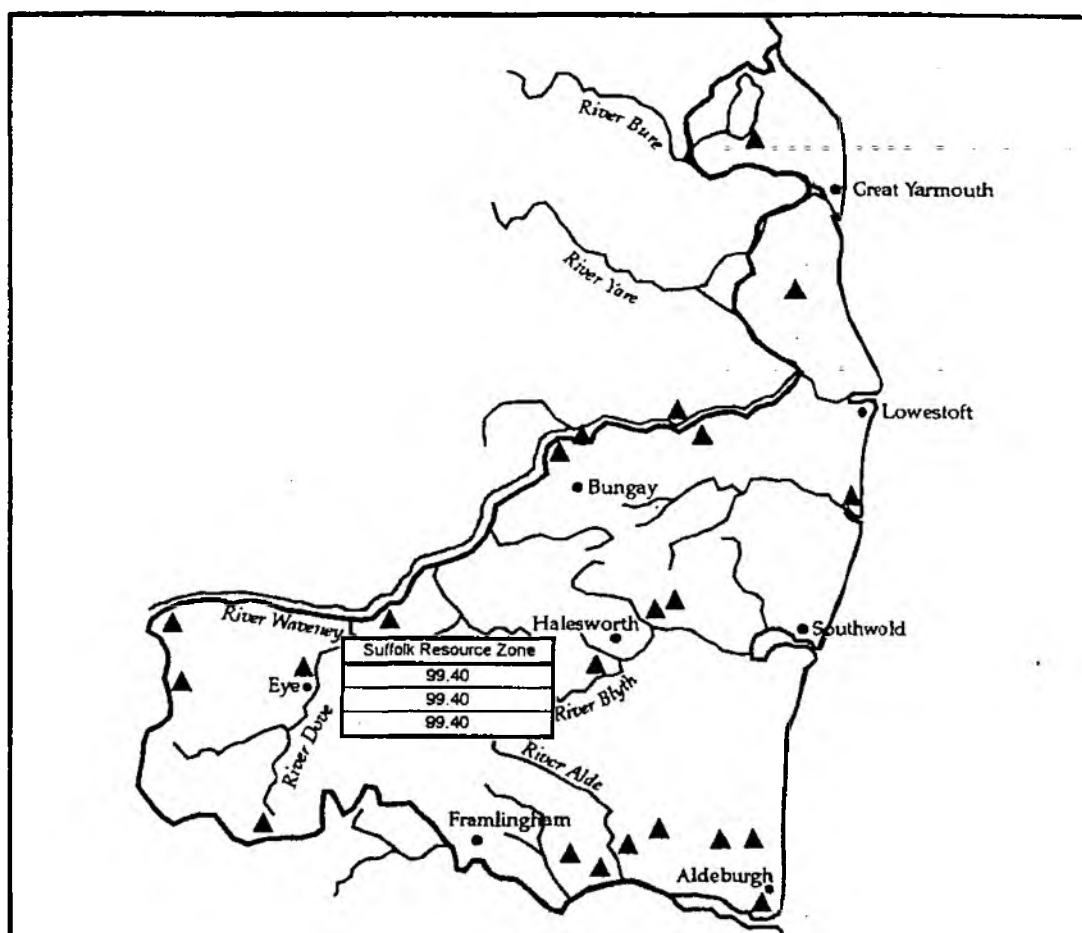 River Bure
Great Yarmouth
River Yare
Lowestoft
Bungay
River Waveney
Halesworth
Southwold
Suffolk Resource Zone
99.40
99.40
99.40
Eye
River Dove
River Blyth
River Alde
Framlingham
Aldeburgh